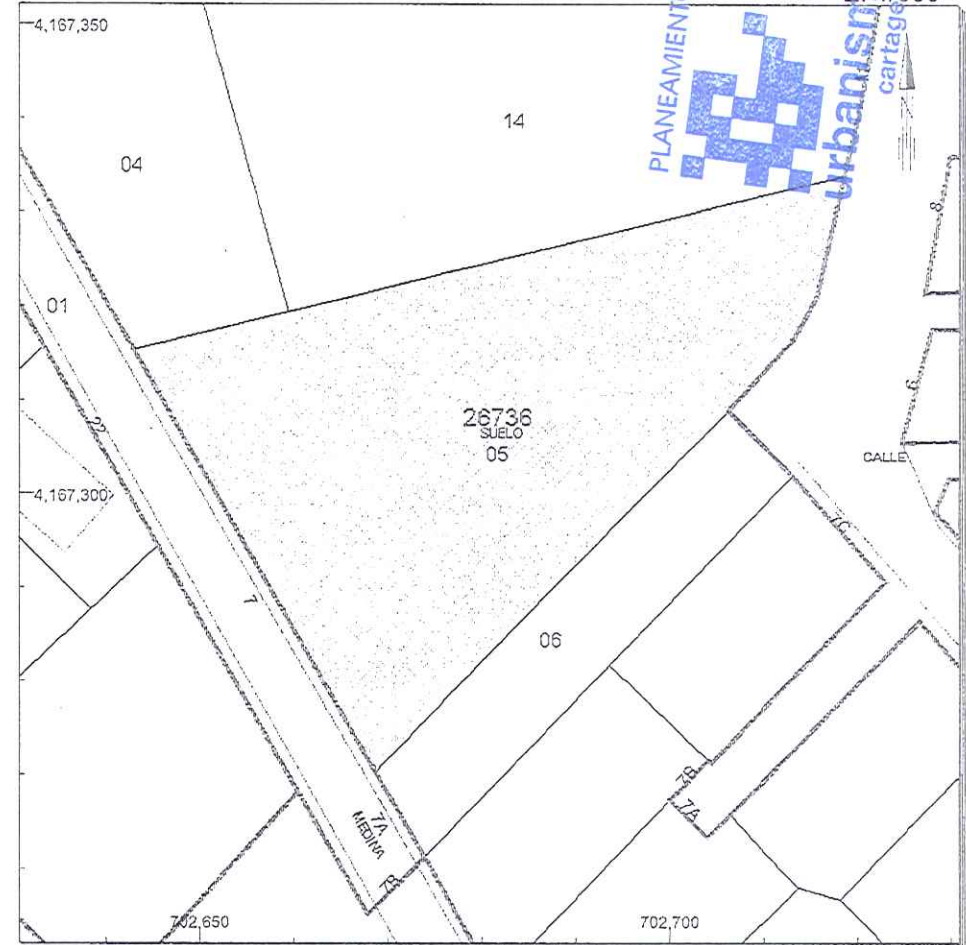 4,167,350
14
04
PLANEAMIENT
urbanism
cartage
N
8
01
6
26736
SUELO
05
CALLE
22
4,167,300
7C
7
06
7B
7A
7A
MEDINA
7B
702,650
702,700